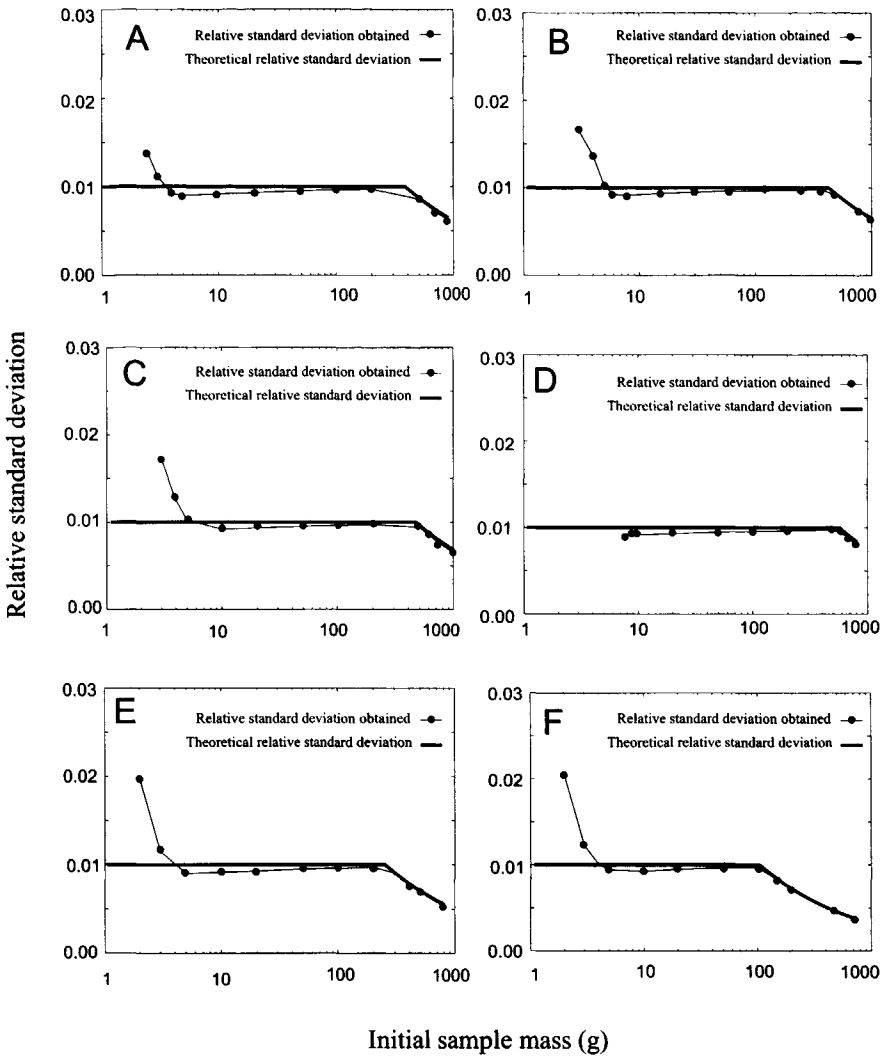 A
Relative standard deviation obtained
Theoretical relative standard deviation
0.03
0.02
0.01
0.00
1
10
100
1000
B
Relative standard deviation obtained
Theoretical relative standard deviation
0.03
0.02
0.01
0.00
1
10
100
1000
C
Relative standard deviation obtained
Theoretical relative standard deviation
0.03
0.02
0.01
0.00
1
10
100
1000
D
Relative standard deviation obtained
Theoretical relative standard deviation
0.03
0.02
0.01
0.00
1
10
100
1000
E
Relative standard deviation obtained
Theoretical relative standard deviation
0.03
0.02
0.01
0.00
1
10
100
1000
F
Relative standard deviation obtained
Theoretical relative standard deviation
0.03
0.02
0.01
0.00
1
10
100
1000
Relative standard deviation
Initial sample mass (g)